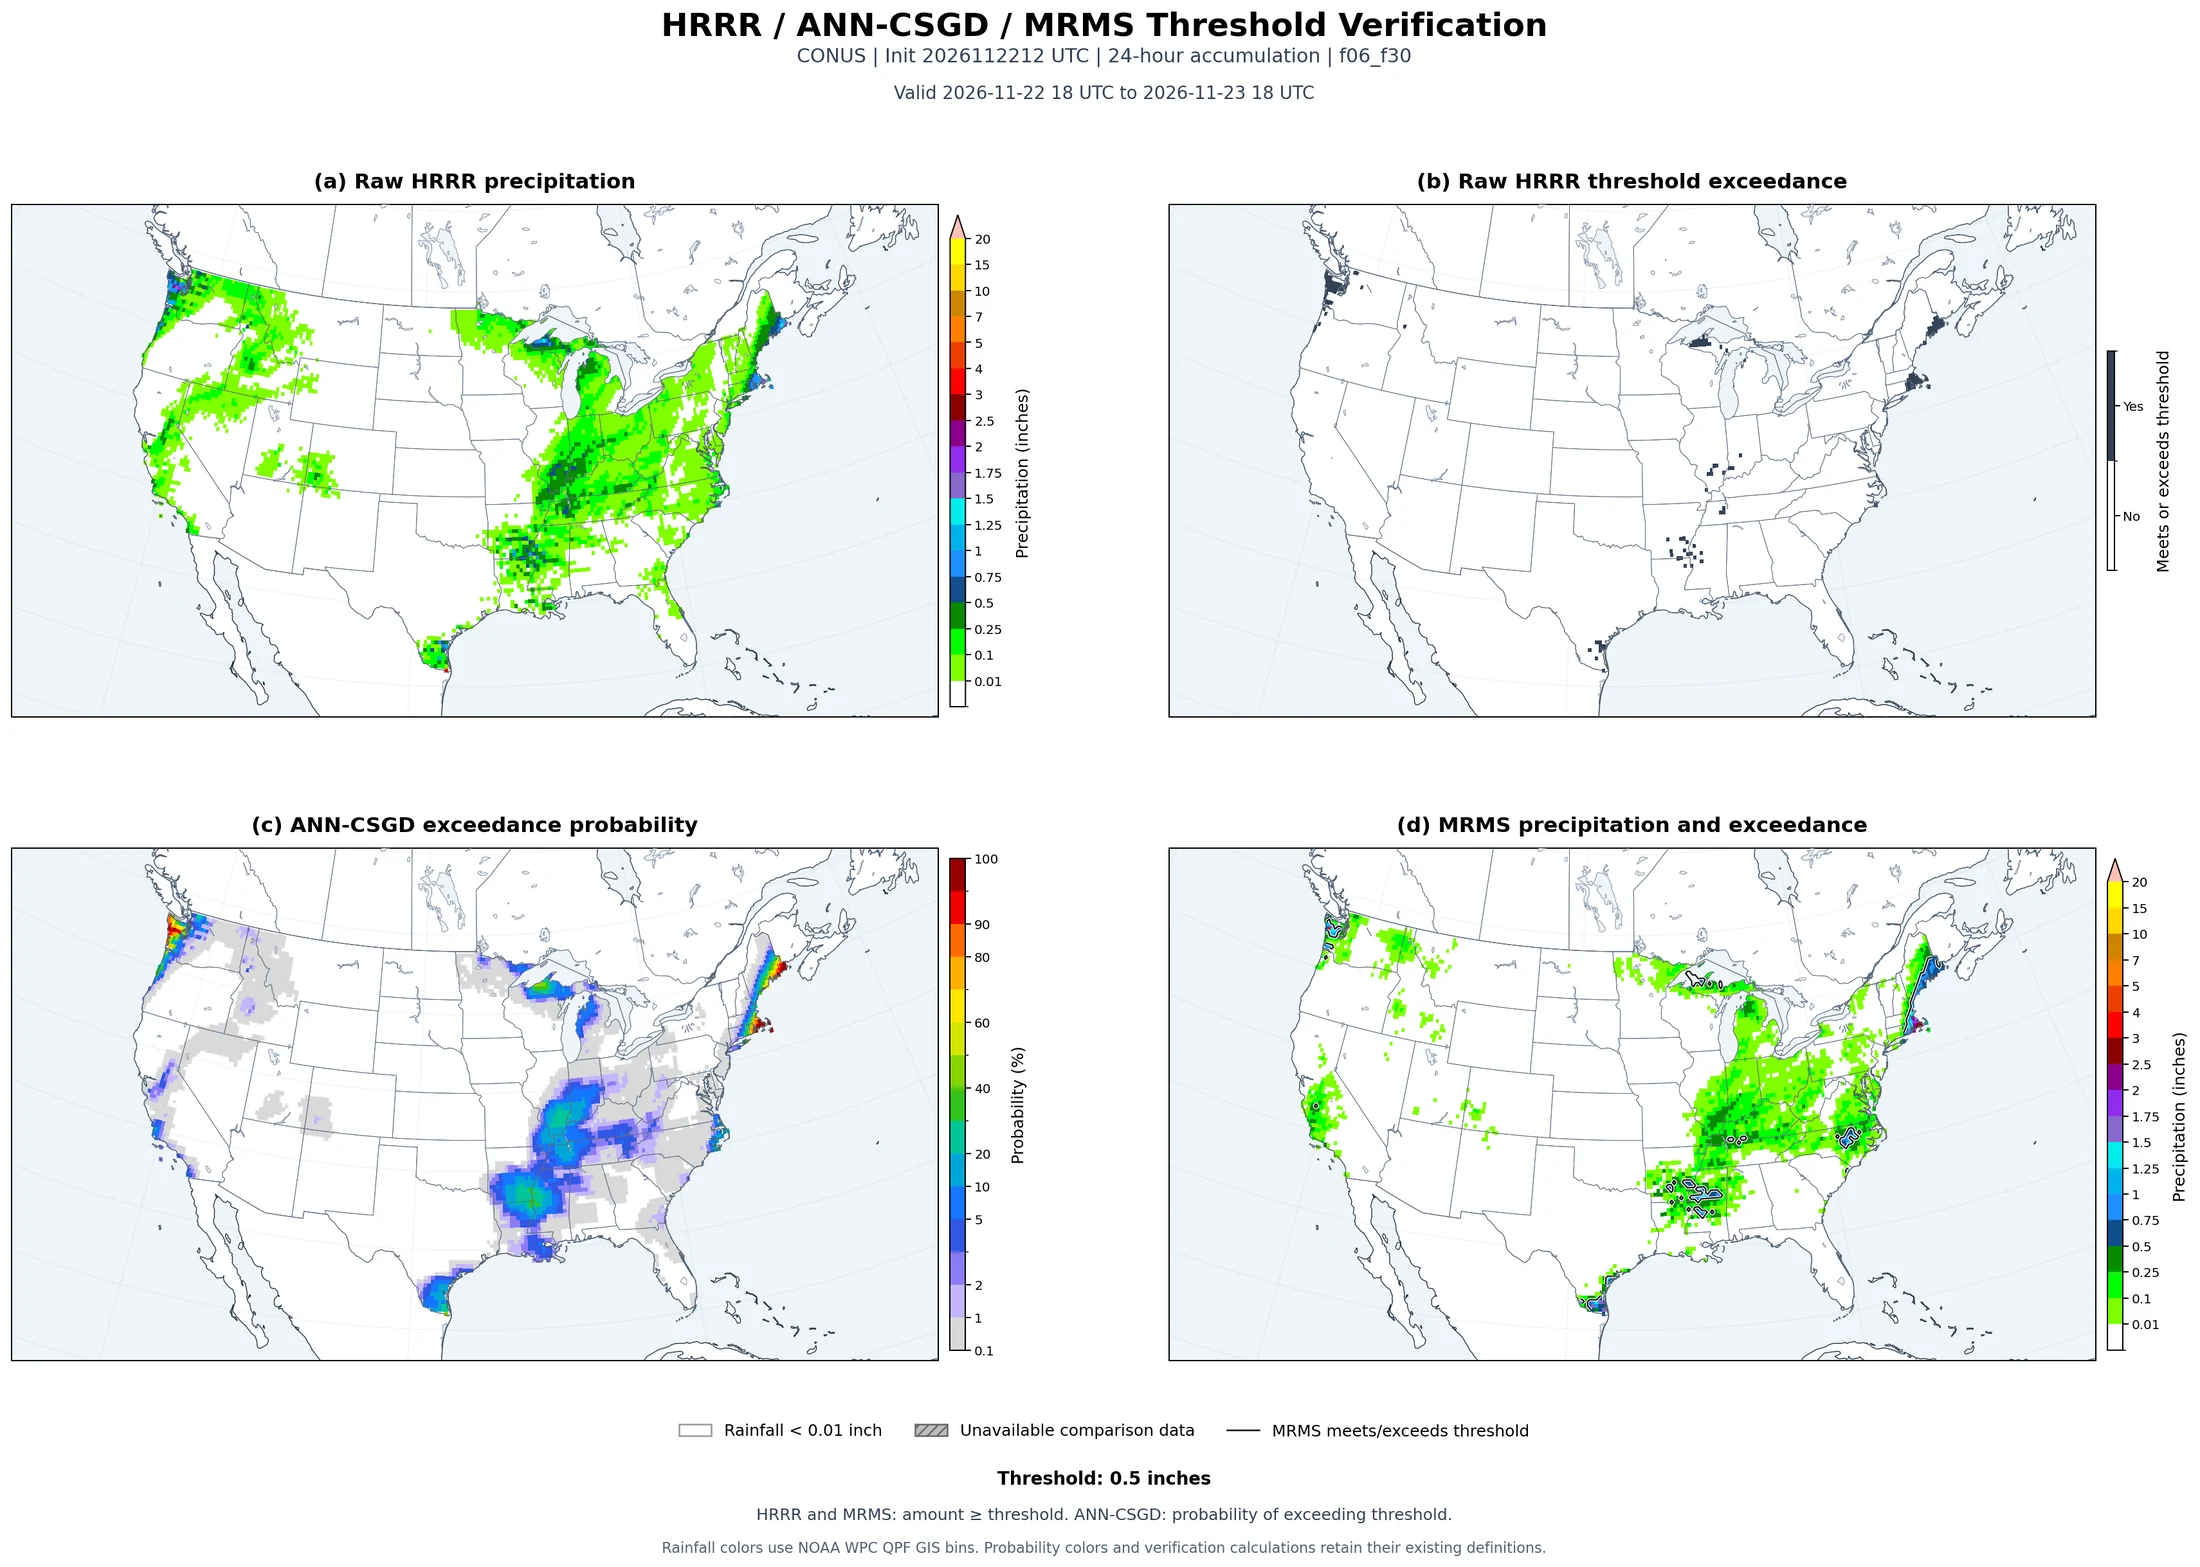 HRRR / ANN-CSGD / MRMS Threshold Verification
CONUS | Init 2026112212 UTC | 24-hour accumulation | f06_f30
Valid 2026-11-22 18 UTC to 2026-11-23 18 UTC
(a) Raw HRRR precipitation
20
15
10
7
5
4
3
2.5
2
1.75
1.5
1.25
1
0.75
0.5
0.25
0.1
0.01
Precipitation (inches)
(b) Raw HRRR threshold exceedance
Yes
No
Meets or exceeds threshold
(c) ANN-CSGD exceedance probability
100
90
80
60
40
20
10
5
2
1
0.1
Probability (%)
(d) MRMS precipitation and exceedance
20
15
10
7
5
4
3
2.5
2
1.75
1.5
1.25
1
0.75
0.5
0.25
0.1
0.01
Precipitation (inches)
Rainfall < 0.01 inch
Unavailable comparison data
MRMS meets/exceeds threshold
Threshold: 0.5 inches
HRRR and MRMS: amount ≥ threshold. ANN-CSGD: probability of exceeding threshold.
Rainfall colors use NOAA WPC QPF GIS bins. Probability colors and verification calculations retain their existing definitions.